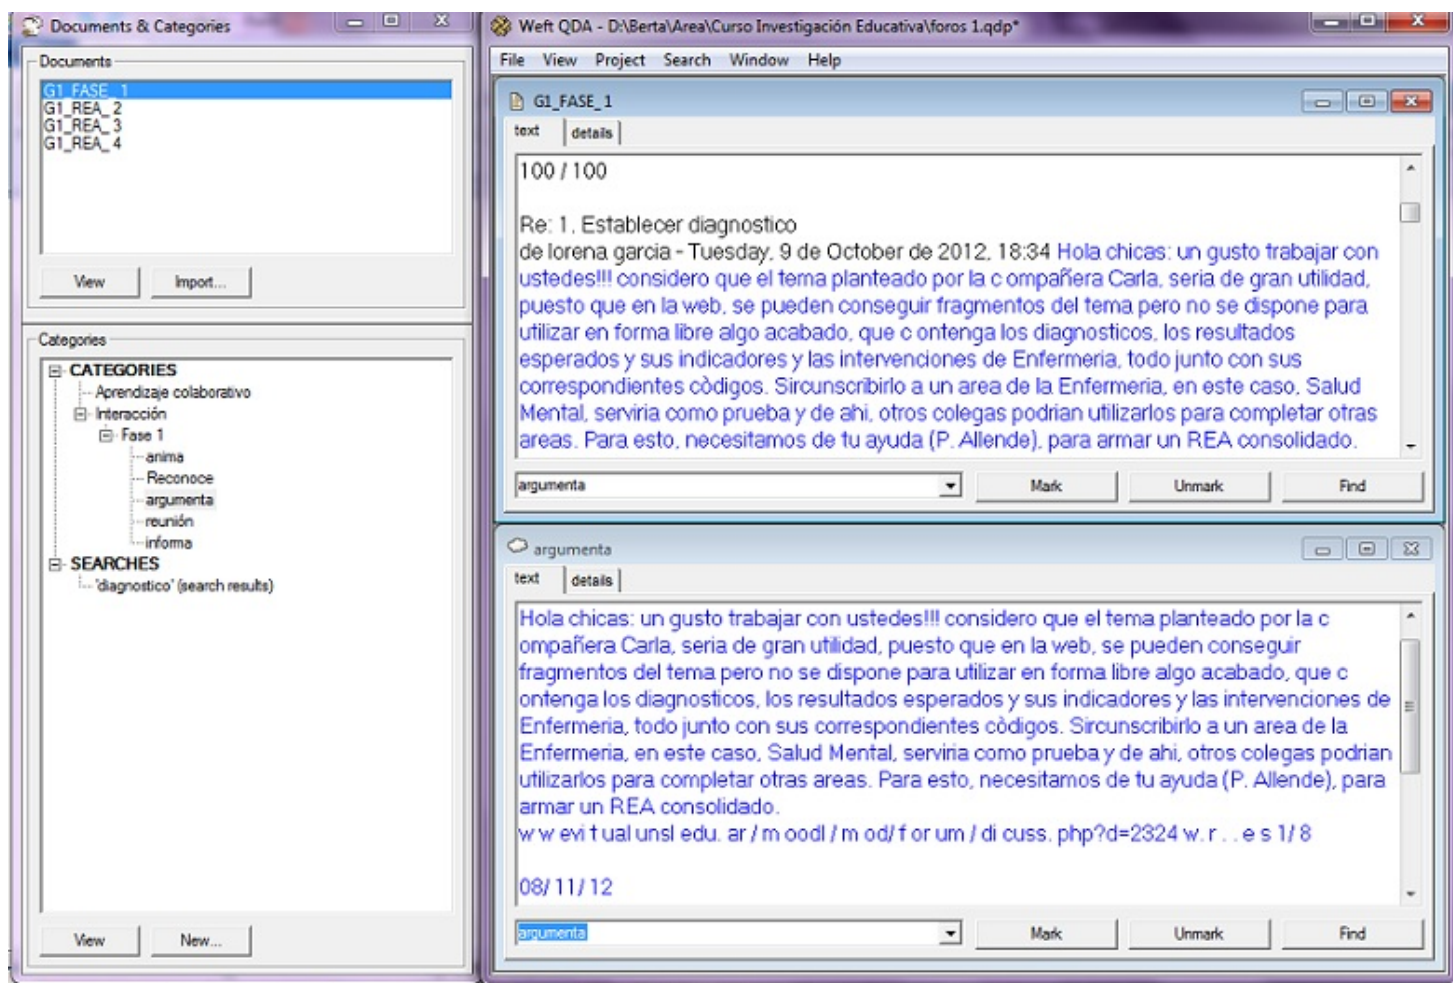 Documents & Categories
Documents
G1_FASE_ 1
G1_REA_ 2
G1_REA_ 3
G1_REA_ 4
View
Import...
Categories
CATEGORIES
Aprendizaje colaborativo
Interacción
Fase 1
anima
Reconoce
argumenta
reunión
informa
SEARCHES
'diagnostico' (search results)
View
New...
Weft QDA - D:\Berta\Area\Curso Investigación Educativa\foros 1.qdp*
File View Project Search Window Help
G1_FASE_1
text details
100 / 100
Re: 1. Establecer diagnostico
de lorena garcia - Tuesday, 9 de October de 2012, 18:34 Hola chicas: un gusto trabajar con
ustedes!!! considero que el tema planteado por la c ompañera Carla, seria de gran utilidad,
puesto que en la web, se pueden conseguir fragmentos del tema pero no se dispone para
utilizar en forma libre algo acabado, que c ontenga los diagnosticos, los resultados
esperados y sus indicadores y las intervenciones de Enfermeria, todo junto con sus
correspondientes còdigos. Sircunscribirlo a un area de la Enfermeria, en este caso, Salud
Mental, serviria como prueba y de ahi, otros colegas podrian utilizarlos para completar otras
areas. Para esto, necesitamos de tu ayuda (P. Allende), para armar un REA consolidado.
argumenta
Mark
Unmark
Find
argumenta
text details
Hola chicas: un gusto trabajar con ustedes!!! considero que el tema planteado por la c
ompañera Carla, seria de gran utilidad, puesto que en la web, se pueden conseguir
fragmentos del tema pero no se dispone para utilizar en forma libre algo acabado, que c
ontenga los diagnosticos, los resultados esperados y sus indicadores y las intervenciones de
Enfermeria, todo junto con sus correspondientes còdigos. Sircunscribirlo a un area de la
Enfermeria, en este caso, Salud Mental, serviria como prueba y de ahi, otros colegas podrian
utilizarlos para completar otras areas. Para esto, necesitamos de tu ayuda (P. Allende), para
armar un REA consolidado.
w w evi t ual unsl edu. ar / m oodl / m od/ f or um / di cuss. php?d=2324 w. r . . e s 1/ 8
08/ 11/ 12
argumenta
Mark
Unmark
Find